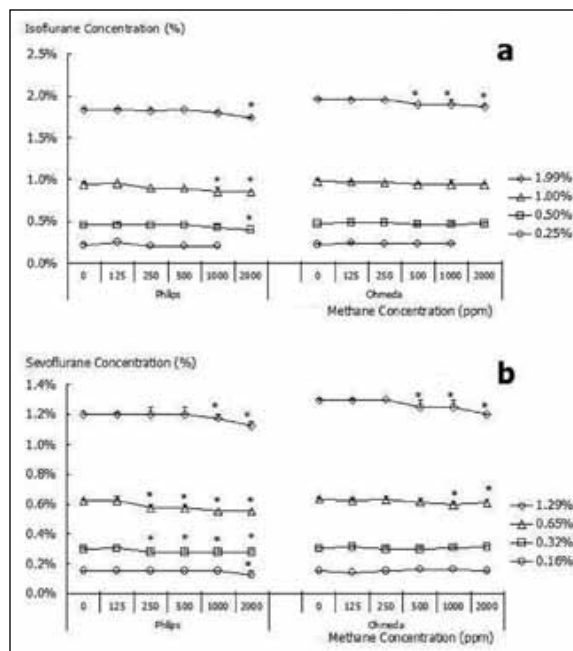 Isoflurane Concentration (%)
a
2.5%
2.0%
1.5%
1.0%
0.5%
0.0%
* * * *
* *
*
1.99%
1.00%
0.50%
0.25%
0 125 250 500 1000 2000 0 125 250 500 1000 2000
Philips Ohmeda
Methane Concentration (ppm)
Sevoflurane Concentration (%)
b
1.4%
1.2%
1.0%
0.8%
0.6%
0.4%
0.2%
0.0%
* * * * *
* * * * * *
* * * *
*
1.29%
0.65%
0.32%
0.16%
0 125 250 500 1000 2000 0 125 250 500 1000 2000
Philips Ohmeda
Methane Concentration (ppm)